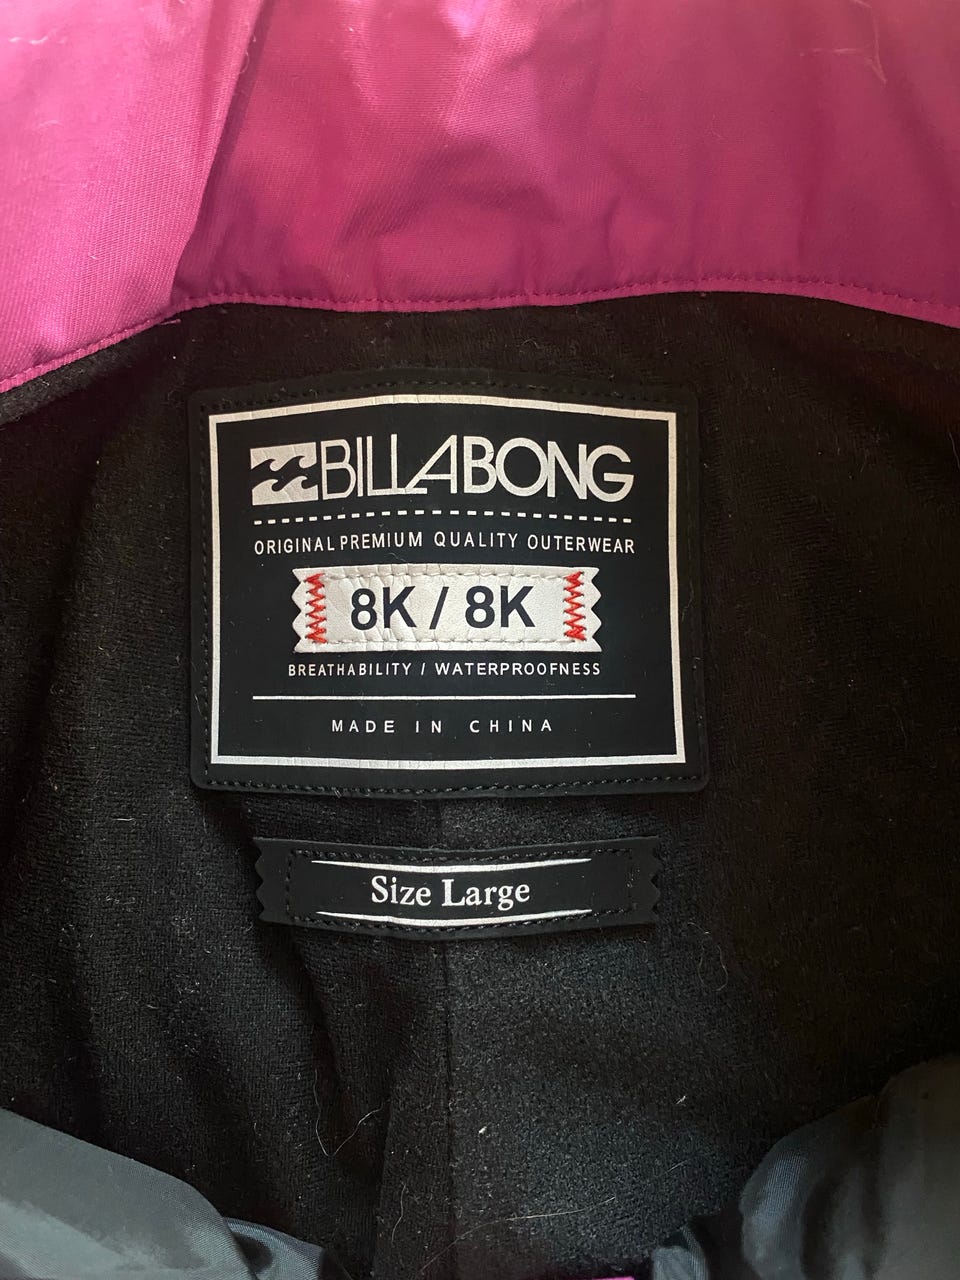 BILLABONG
ORIGINAL PREMIUM QUALITY OUTERWEAR
8K / 8K
BREATHABILITY / WATERPROOFNESS
MADE IN CHINA
Size Large